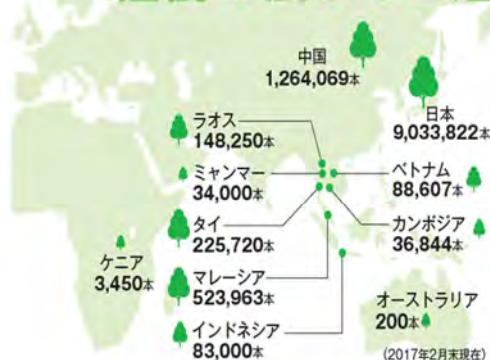 中国
1,264,069本
日本
9,033,822本
ラオス
148,250本
ミャンマー
34,000本
ベトナム
88,607本
タイ
225,720本
カンボジア
36,844本
ケニア
3,450本
マレーシア
523,963本
オーストラリア
200本
インドネシア
83,000本
(2017年2月末現在)